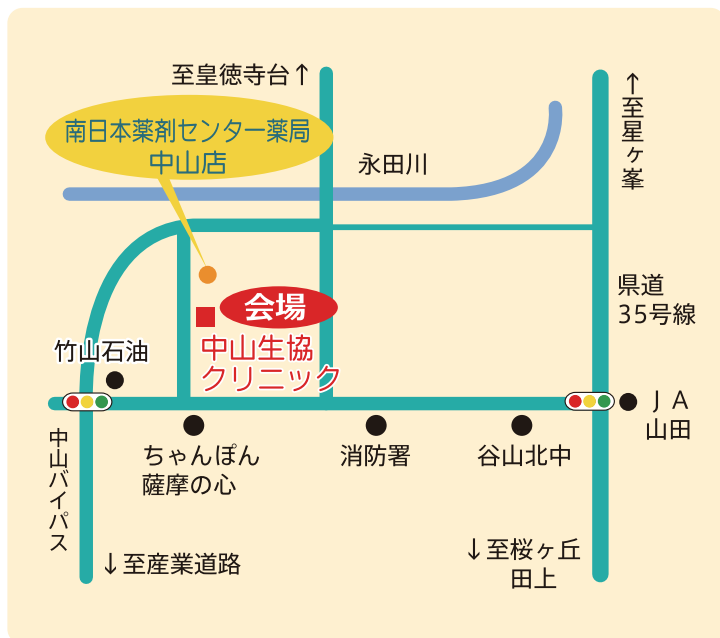 至皇徳寺台↑
↑至星ヶ峯
南日本薬剤センター薬局
中山店
永田川
県道
35号線
会場
中山生協
クリニック
竹山石油
JA
山田
中山バイパス
ちゃんぽん
薩摩の心
消防署
谷山北中
↓至産業道路
↓至桜ヶ丘
田上